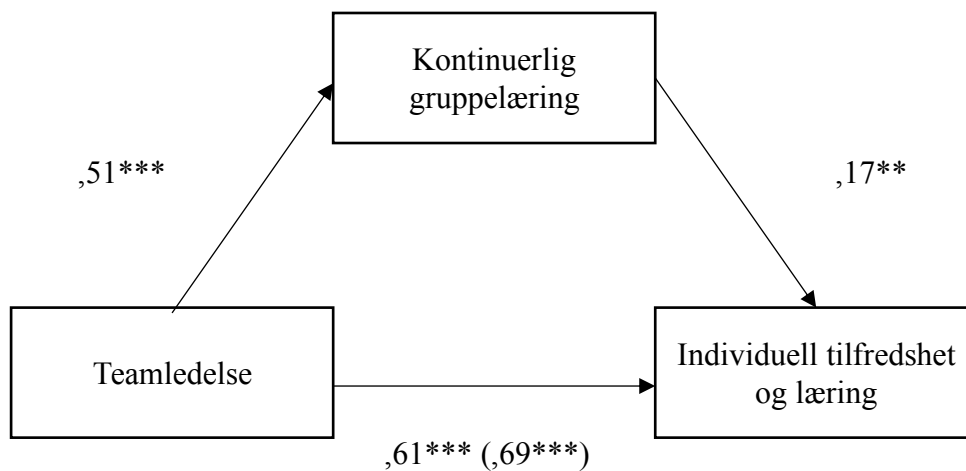 Kontinuerlig
gruppelæring
,51***
,17**
Teamledelse
Individuell tilfredshet
og læring
,61*** (,69***)